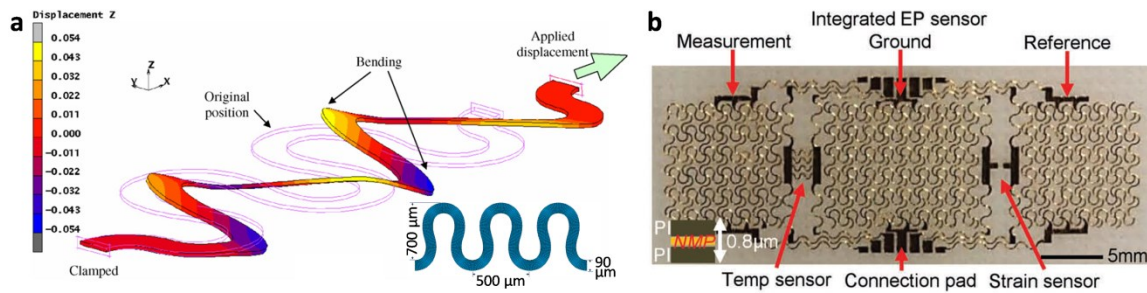 a
Displacement Z
0.054
0.043
0.032
0.022
0.011
0.000
-0.011
-0.022
-0.032
-0.043
-0.054
Z
Y
X
Original
position
Bending
Applied
displacement
Clamped
700 µm
500 µm
90
µm
b
Integrated EP sensor
Measurement
Ground
Reference
PI
NMP
PI
0.8µm
Temp sensor
Connection pad
Strain sensor
5mm